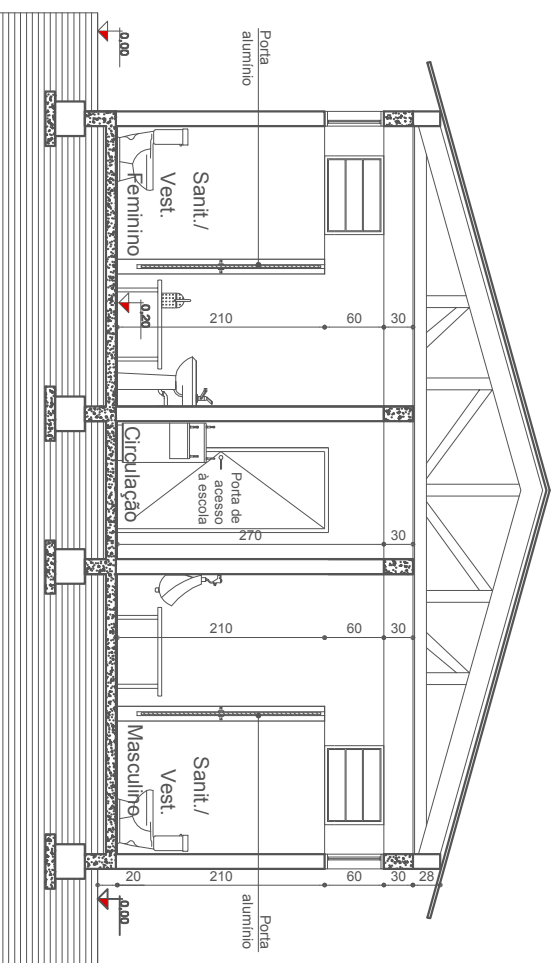 0,00
Porta
alumínio
Sanit./
Vest.
Feminino
0,20
210
60
30
Circulação
Porta de
acesso
à escola
270
30
210
60
30
Sanit./
Vest.
Masculino
20
210
60
30
28
Porta
alumínio
0,00